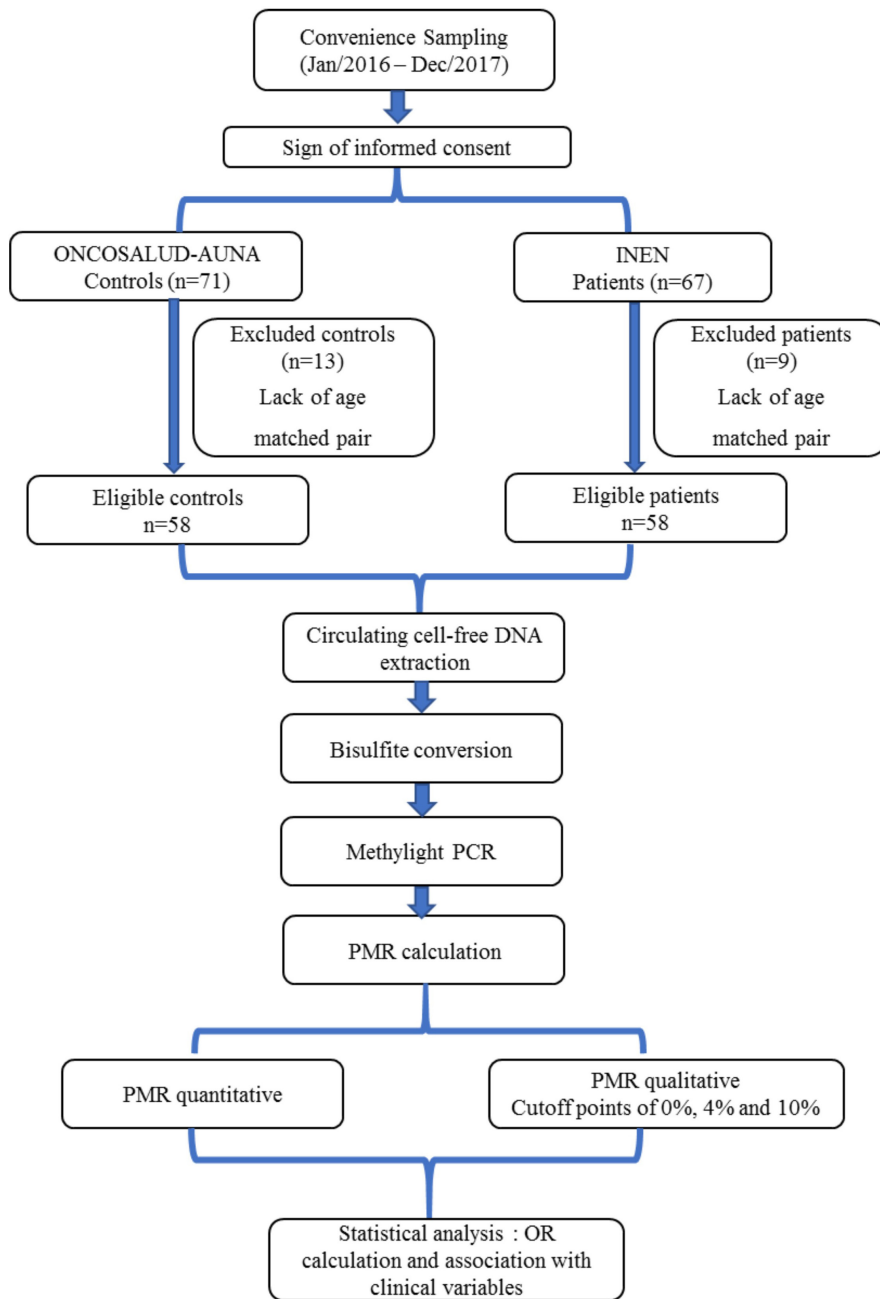 Convenience Sampling
(Jan/2016 – Dec/2017)
Sign of informed consent
ONCOSALUD-AUNA
Controls (n=71)
INEN
Patients (n=67)
Excluded controls
(n=13)
Lack of age
matched pair
Excluded patients
(n=9)
Lack of age
matched pair
Eligible controls
n=58
Eligible patients
n=58
Circulating cell-free DNA
extraction
Bisulfite conversion
Methylight PCR
PMR calculation
PMR quantitative
PMR qualitative
Cutoff points of 0%, 4% and 10%
Statistical analysis : OR
calculation and association with
clinical variables